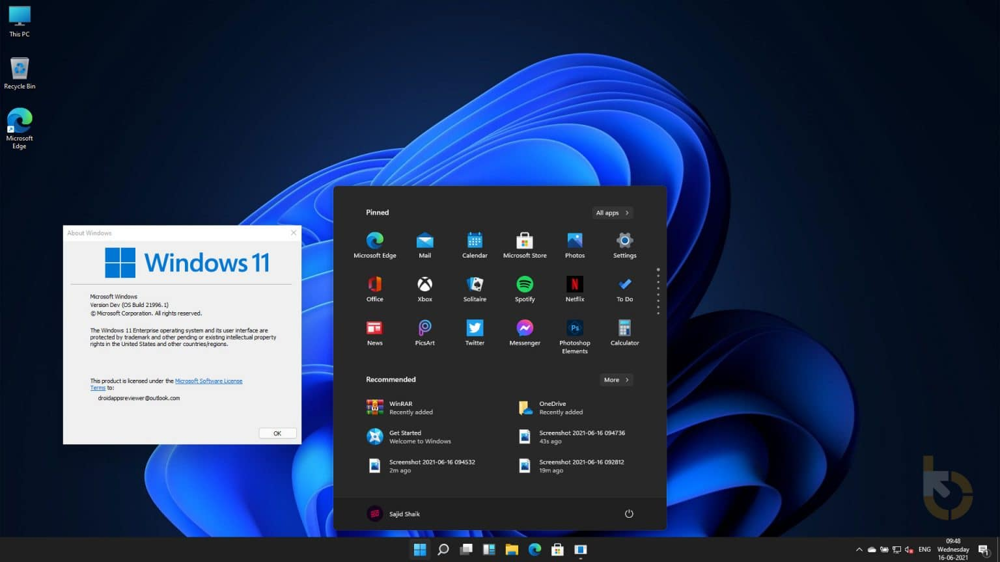 This PC
Recycle Bin
Microsoft
Edge
About Windows
Windows 11
Microsoft Windows
Version Dev (OS Build 21996.1)
© Microsoft Corporation. All rights reserved.
The Windows 11 Enterprise operating system and its user interface are
protected by trademark and other pending or existing intellectual property
rights in the United States and other countries/regions.
This product is licensed under the Microsoft Software License
Terms to:
droidappsreviewer@outlook.com
OK
Pinned
All apps
Microsoft Edge
Mail
Calendar
Microsoft Store
Photos
Settings
Office
Xbox
Solitaire
Spotify
N
Netflix
To Do
News
PicsArt
Twitter
Messenger
Ps
Photoshop
Elements
Calculator
Recommended
More
WinRAR
Recently added
OneDrive
Recently added
Get Started
Welcome to Windows
Screenshot 2021-06-16 094736
43s ago
Screenshot 2021-06-16 094532
2m ago
Screenshot 2021-06-16 092812
19m ago
Sajid Shaik
ENG
09:48
Wednesday
16-06-2021
1